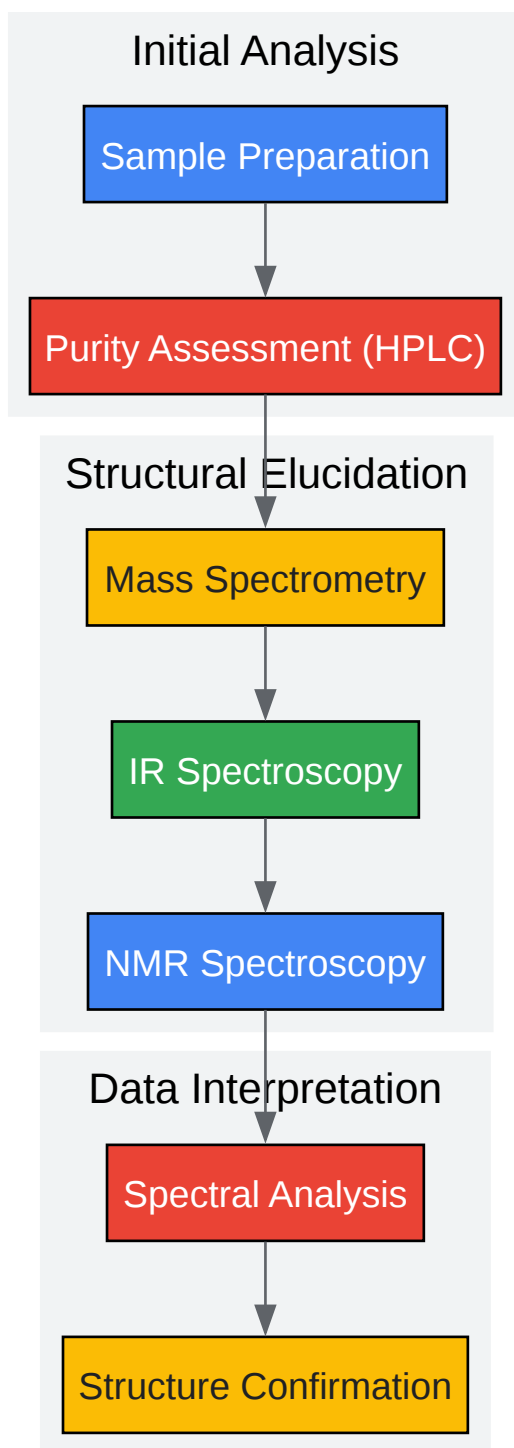 Initial Analysis
Sample Preparation
Purity Assessment (HPLC)
Structural Elucidation
Mass Spectrometry
IR Spectroscopy
NMR Spectroscopy
Data Interpretation
Spectral Analysis
Structure Confirmation